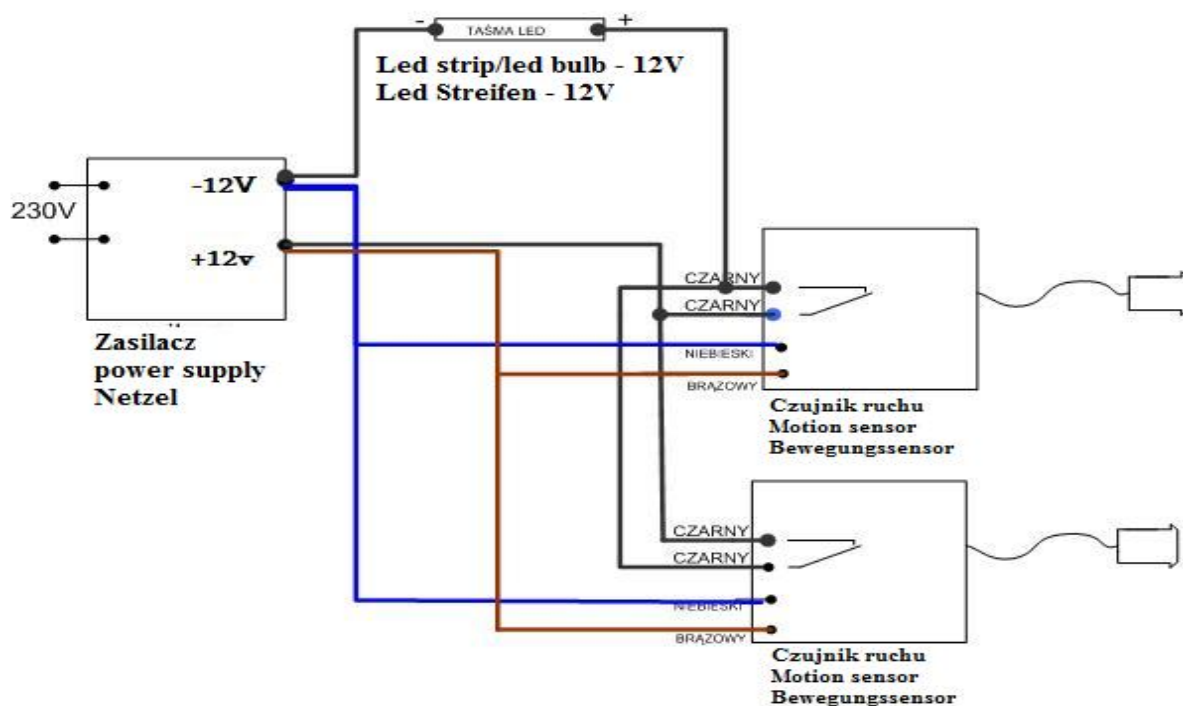 - TAŚMA LED +
Led strip/led bulb - 12V
Led Streifen - 12V
230V
-12V
+12v
Zasilacz
power supply
Netzel
CZARNY
CZARNY
NIEBIESKI
BRĄZOWY
Czujnik ruchu
Motion sensor
Bewegungssensor
CZARNY
CZARNY
NIEBIESKI
BRĄZOWY
Czujnik ruchu
Motion sensor
Bewegungssensor